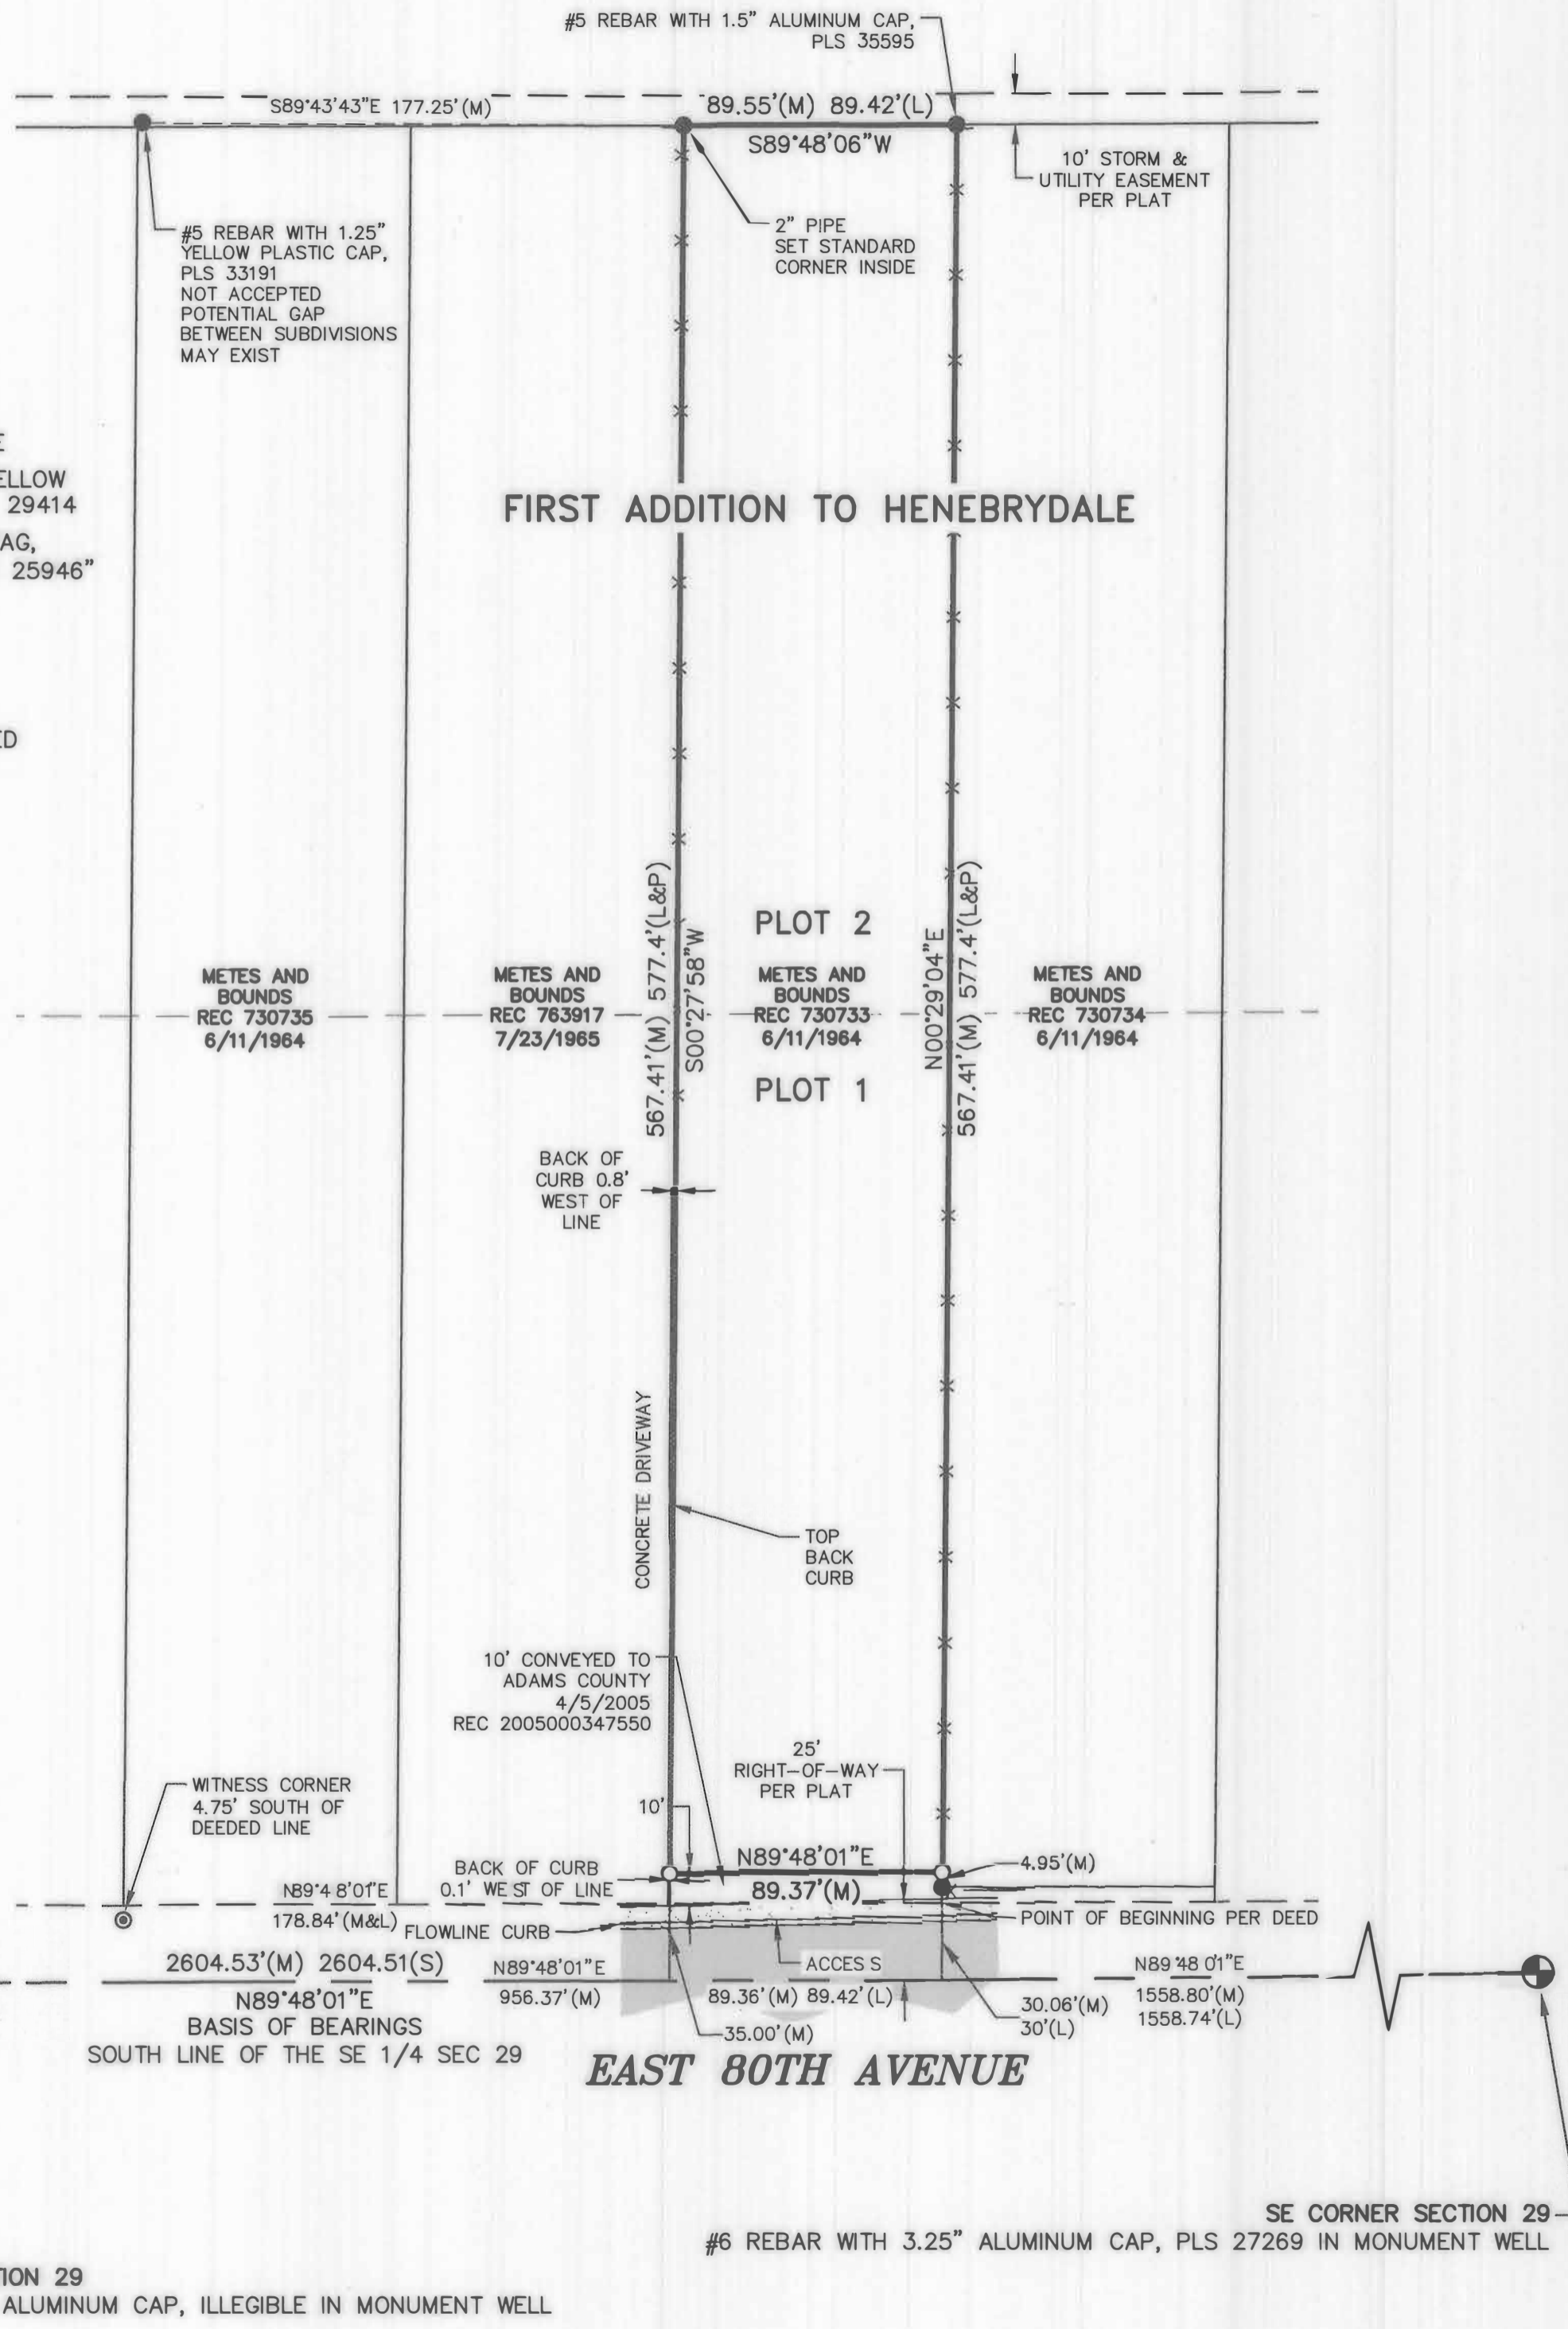 #5 REBAR WITH 1.5" ALUMINUM CAP,
PLS 35595
S89°43'43"E 177.25'(M)
89.55'(M) 89.42'(L)
S89°48'06"W
10' STORM &
UTILITY EASEMENT
PER PLAT
#5 REBAR WITH 1.25"
YELLOW PLASTIC CAP,
PLS 33191
NOT ACCEPTED
POTENTIAL GAP
BETWEEN SUBDIVISIONS
MAY EXIST
2" PIPE
SET STANDARD
CORNER INSIDE
E
ELLOW
29414
AG,
25946"
FIRST ADDITION TO HENEBRYDALE
ED
567.41'(M) 577.4'(L&P)
S00°27'58"W
PLOT 2
N00°29'04"E
567.41'(M) 577.4'(L&P)
METES AND
BOUNDS
REC 730735
6/11/1964
METES AND
BOUNDS
REC 763917
7/23/1965
METES AND
BOUNDS
REC 730733
6/11/1964
METES AND
BOUNDS
REC 730734
6/11/1964
PLOT 1
BACK OF
CURB 0.8'
WEST OF
LINE
CONCRETE DRIVEWAY
TOP
BACK
CURB
10' CONVEYED TO
ADAMS COUNTY
4/5/2005
REC 2005000347550
25'
RIGHT-OF-WAY
PER PLAT
WITNESS CORNER
4.75' SOUTH OF
DEEDED LINE
10'
N89°48'01"E
4.95'(M)
BACK OF CURB
0.1' WEST OF LINE
89.37'(M)
N89°48'01"E
178.84'(M&L)
FLOWLINE CURB
POINT OF BEGINNING PER DEED
2604.53'(M) 2604.51(S)
N89°48'01"E
ACCESS
N89°48'01"E
N89°48'01"E
956.37'(M)
89.36'(M) 89.42'(L)
30.06'(M)
30'(L)
1558.80'(M)
1558.74'(L)
BASIS OF BEARINGS
35.00'(M)
SOUTH LINE OF THE SE 1/4 SEC 29
EAST 80TH AVENUE
SE CORNER SECTION 29
#6 REBAR WITH 3.25" ALUMINUM CAP, PLS 27269 IN MONUMENT WELL
TION 29
ALUMINUM CAP, ILLEGIBLE IN MONUMENT WELL